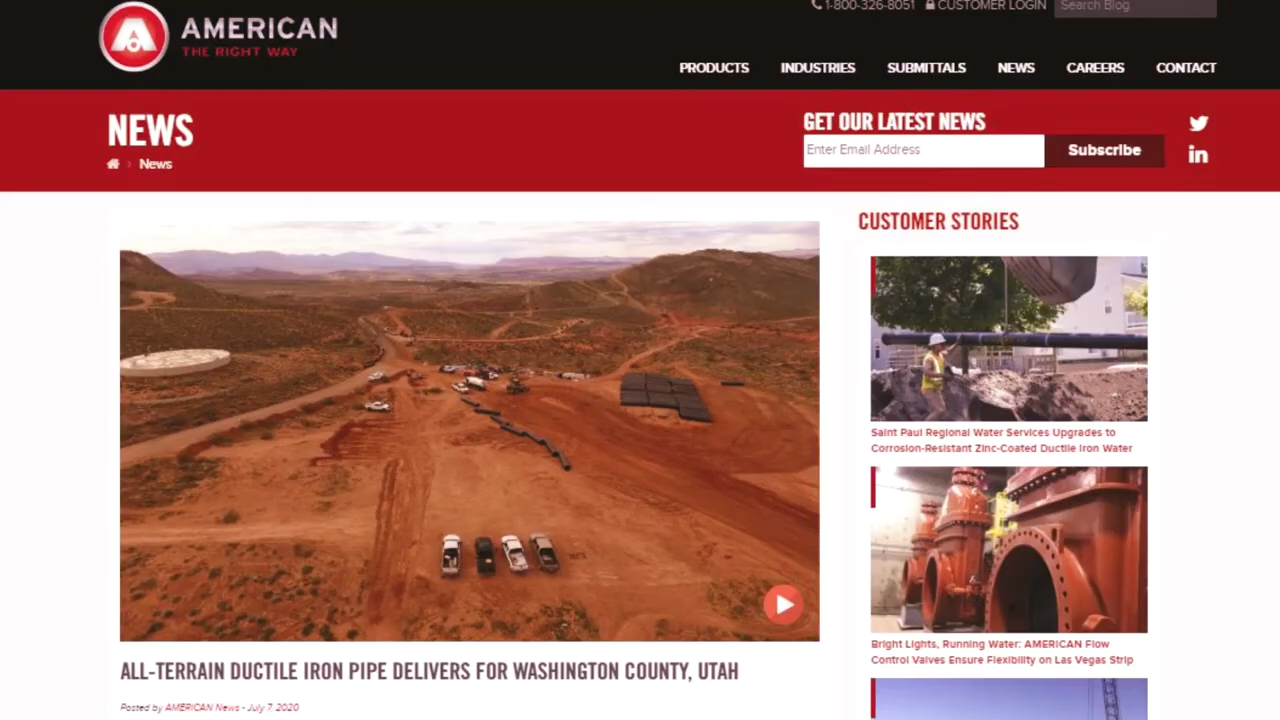 AMERICAN
THE RIGHT WAY
1-800-326-8051 CUSTOMER LOGIN Search Blog
PRODUCTS INDUSTRIES SUBMITTALS NEWS CAREERS CONTACT
NEWS
› News
GET OUR LATEST NEWS
Enter Email Address Subscribe
in
ALL-TERRAIN DUCTILE IRON PIPE DELIVERS FOR WASHINGTON COUNTY, UTAH
Posted by AMERICAN News - July 7, 2020
CUSTOMER STORIES
Saint Paul Regional Water Services Upgrades to
Corrosion-Resistant Zinc-Coated Ductile Iron Water
Bright Lights, Running Water: AMERICAN Flow
Control Valves Ensure Flexibility on Las Vegas Strip